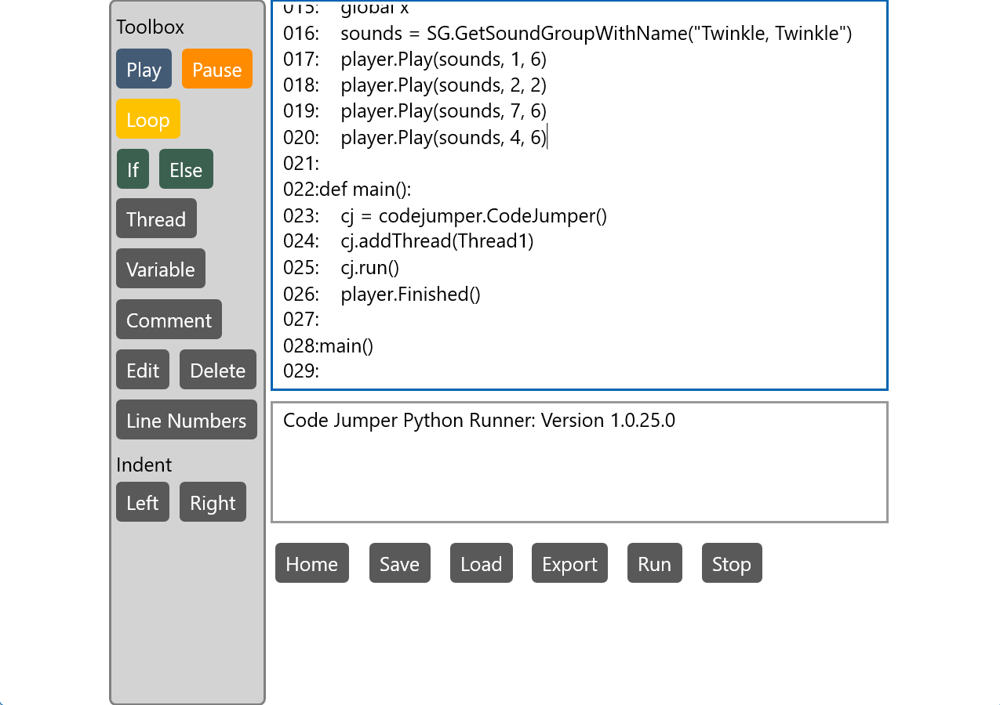 Toolbox
Play Pause
Loop
If Else
Thread
Variable
Comment
Edit Delete
Line Numbers
Indent
Left Right
015: global x
016: sounds = SG.GetSoundGroupWithName("Twinkle, Twinkle")
017: player.Play(sounds, 1, 6)
018: player.Play(sounds, 2, 2)
019: player.Play(sounds, 7, 6)
020: player.Play(sounds, 4, 6)
021:
022:def main():
023: cj = codejumper.CodeJumper()
024: cj.addThread(Thread1)
025: cj.run()
026: player.Finished()
027:
028:main()
029:
Code Jumper Python Runner: Version 1.0.25.0
Home Save Load Export Run Stop